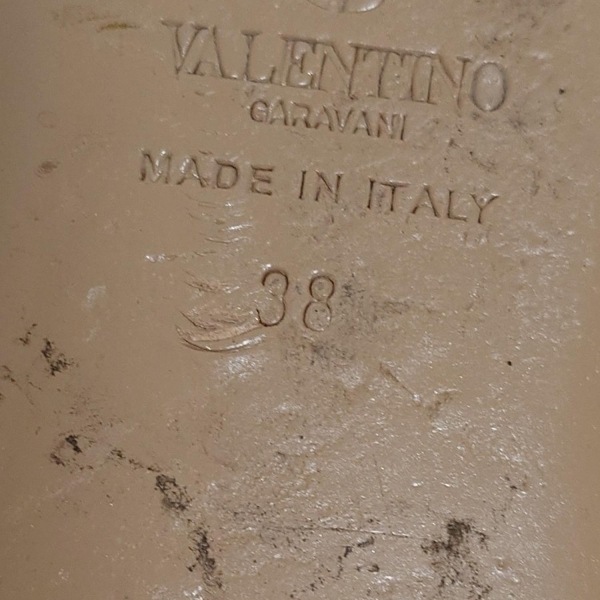 VALENTINO
GARAVANI
MADE IN ITALY
38